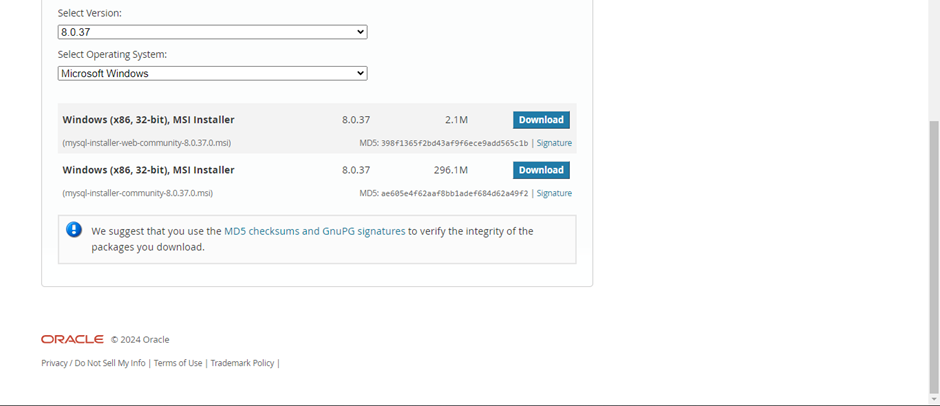 Select Version:
8.0.37
Select Operating System:
Microsoft Windows
Windows (x86, 32-bit), MSI Installer 8.0.37 2.1M Download
(mysql-installer-web-community-8.0.37.0.msi) MD5: 398f1365f2bd43af9f6ece9add565c1b | Signature
Windows (x86, 32-bit), MSI Installer 8.0.37 296.1M Download
(mysql-installer-community-8.0.37.0.msi) MD5: ae605e4f62aaf8bb1adef684d62a49f2 | Signature
We suggest that you use the MD5 checksums and GnuPG signatures to verify the integrity of the
packages you download.
ORACLE © 2024 Oracle
Privacy / Do Not Sell My Info | Terms of Use | Trademark Policy |